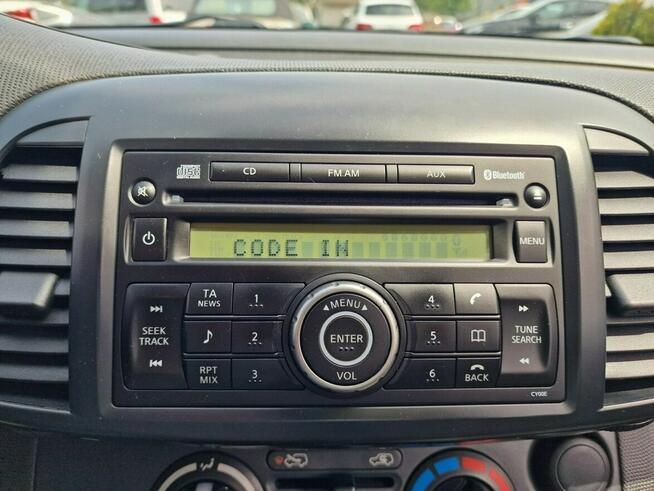 disc
CD
FM.AM
AUX
Bluetooth
MENU
CODE IN
SEEK
TRACK
TA
NEWS
1
2
RPT
MIX
3
MENU
ENTER
VOL
4
5
6
BACK
TUNE
SEARCH
CY00E